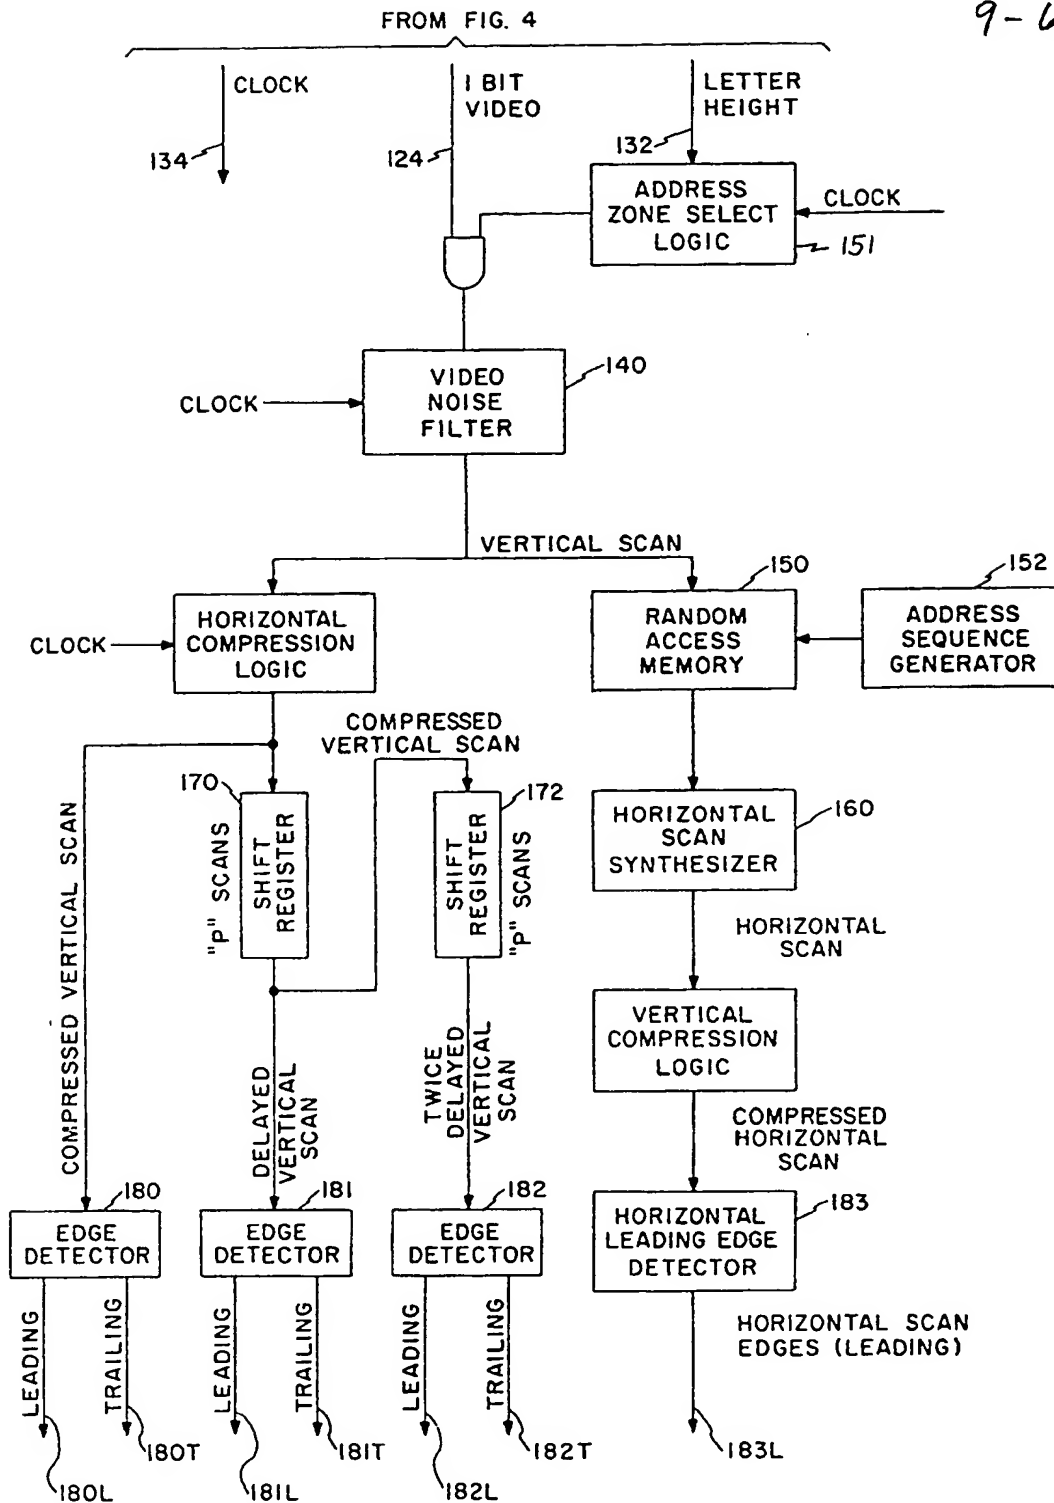 FROM FIG. 4
CLOCK
134
1 BIT
VIDEO
124
LETTER
HEIGHT
132
ADDRESS
ZONE SELECT
LOGIC
CLOCK
151
VIDEO
NOISE
FILTER
140
CLOCK
VERTICAL SCAN
HORIZONTAL
COMPRESSION
LOGIC
CLOCK
150
RANDOM
ACCESS
MEMORY
152
ADDRESS
SEQUENCE
GENERATOR
COMPRESSED
VERTICAL SCAN
COMPRESSED VERTICAL SCAN
170
"P" SCANS
SHIFT
REGISTER
172
SHIFT
REGISTER
"P" SCANS
160
HORIZONTAL
SCAN
SYNTHESIZER
HORIZONTAL
SCAN
VERTICAL
COMPRESSION
LOGIC
DELAYED
VERTICAL
SCAN
TWICE
DELAYED
VERTICAL
SCAN
COMPRESSED
HORIZONTAL
SCAN
180
EDGE
DETECTOR
181
EDGE
DETECTOR
182
EDGE
DETECTOR
183
HORIZONTAL
LEADING EDGE
DETECTOR
LEADING
TRAILING
LEADING
TRAILING
LEADING
TRAILING
HORIZONTAL SCAN
EDGES (LEADING)
180L
180T
181L
181T
182L
182T
183L